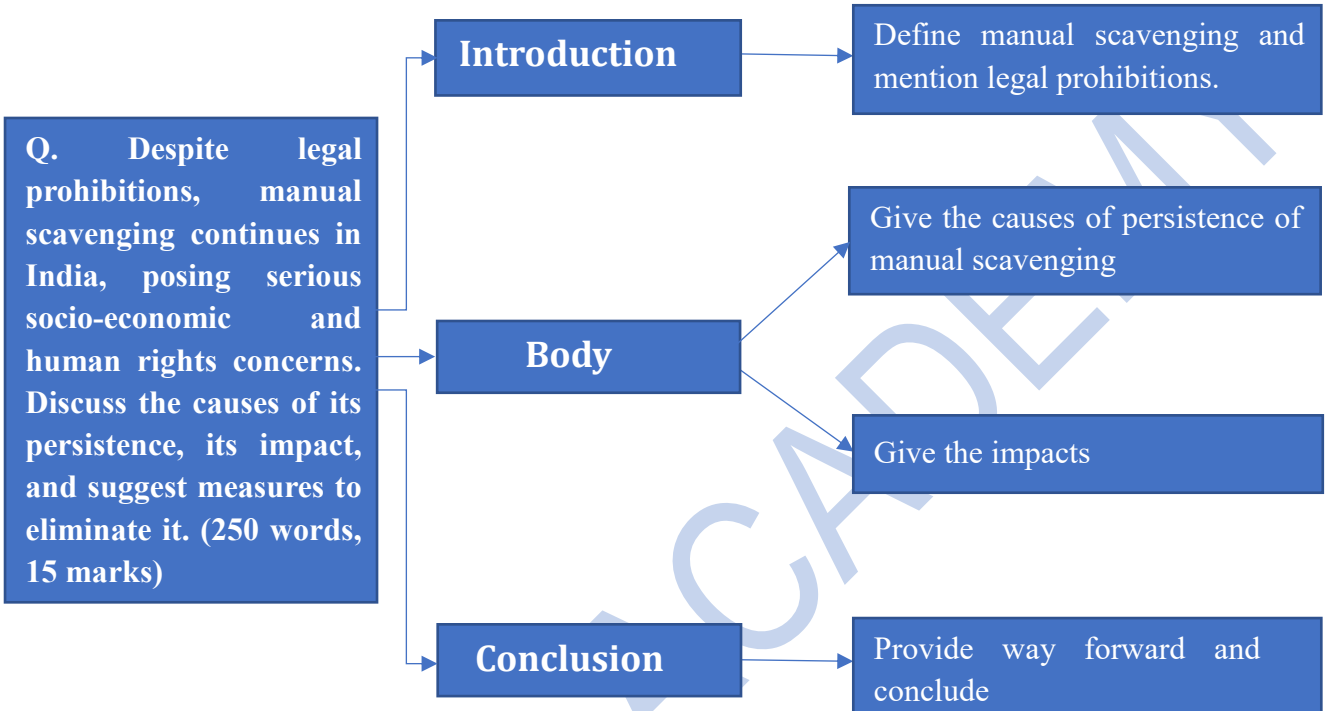 Q. Despite legal
prohibitions, manual
scavenging continues in
India, posing serious
socio-economic and
human rights concerns.
Discuss the causes of its
persistence, its impact,
and suggest measures to
eliminate it. (250 words,
15 marks)
Introduction
Define manual scavenging and
mention legal prohibitions.
Body
Give the causes of persistence of
manual scavenging
Give the impacts
Conclusion
Provide way forward and
conclude
ACADEMY